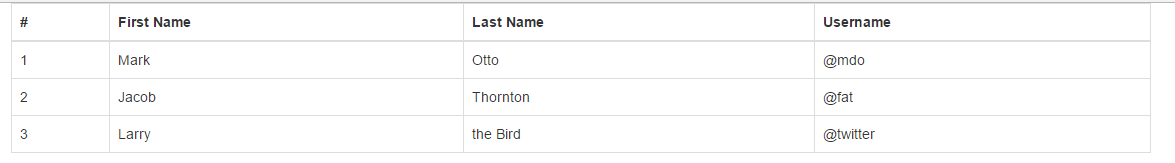 # First Name Last Name Username
1 Mark Otto @mdo
2 Jacob Thornton @fat
3 Larry the Bird @twitter